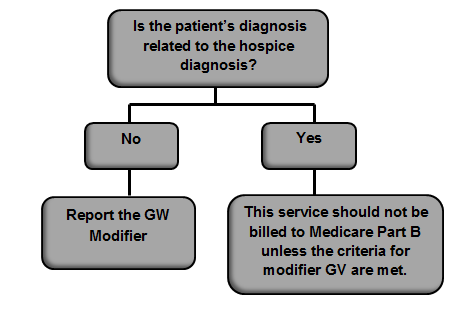 Is the patient's diagnosis
related to the hospice
diagnosis?
No
Yes
Report the GW
Modifier
This service should not be
billed to Medicare Part B
unless the criteria for
modifier GV are met.